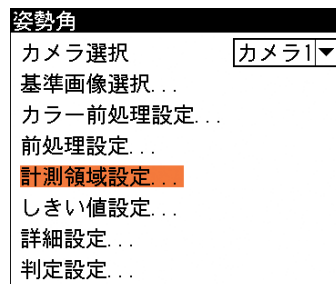 姿勢角
カメラ選択 カメラ1
基準画像選択...
カラー前処理設定...
前処理設定...
計測領域設定...
しきい値設定...
詳細設定...
判定設定...